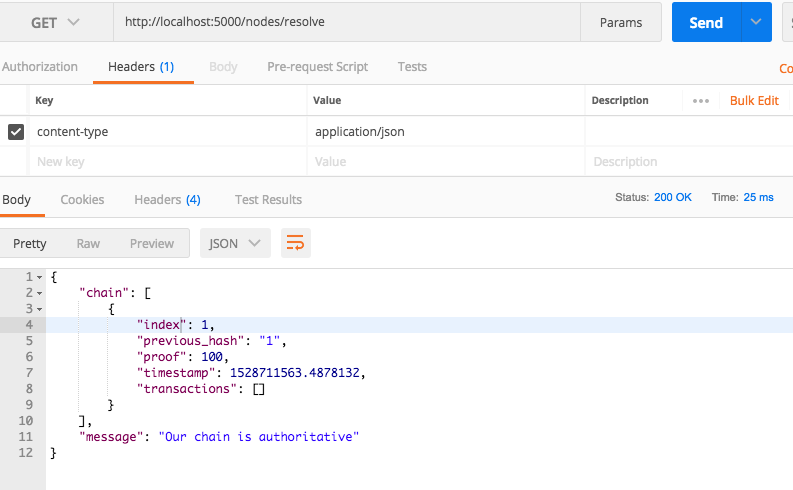 GET http://localhost:5000/nodes/resolve Params Send
Authorization Headers (1) Body Pre-request Script Tests Co
Key Value Description ••• Bulk Edit
content-type application/json
New key Value Description
Body Cookies Headers (4) Test Results Status: 200 OK Time: 25 ms
Pretty Raw Preview JSON
1 {
2 "chain": [
3 {
4 "index": 1,
5 "previous_hash": "1",
6 "proof": 100,
7 "timestamp": 1528711563.4878132,
8 "transactions": []
9 }
10 ],
11 "message": "Our chain is authoritative"
12 }